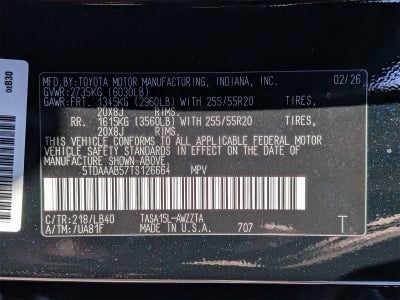 MFD.BY:TOYOTA MOTOR MANUFACTURING, INDIANA, INC. 02/26
GVWR: 2735KG (6030LB)
GAWR:FRT. 1345KG (2960LB) WITH 255/55R20 TIRES,
20X8J RIMS,
RR. 1615KG (3560LB) WITH 255/55R20 TIRES,
20X8J RIMS.
THIS VEHICLE CONFORMS TO ALL APPLICABLE FEDERAL MOTOR
VEHICLE SAFETY STANDARDS IN EFFECT ON THE DATE OF
MANUFACTURE SHOWN ABOVE.
5TDAAAB57TS126664 MPV
C/TR:218/LB40 TASA15L-AWZZTA
A/TM:/UA81F MADE IN U.S.A. 707 T